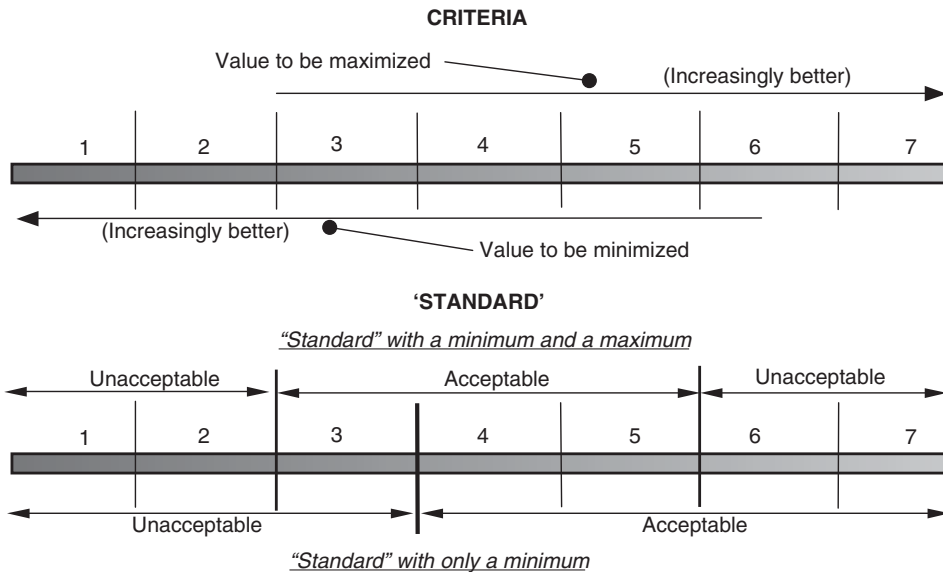 CRITERIA
Value to be maximized
(Increasingly better)
1 2 3 4 5 6 7
(Increasingly better)
Value to be minimized
‘STANDARD’
“Standard” with a minimum and a maximum
Unacceptable Acceptable Unacceptable
1 2 3 4 5 6 7
Unacceptable Acceptable
“Standard” with only a minimum